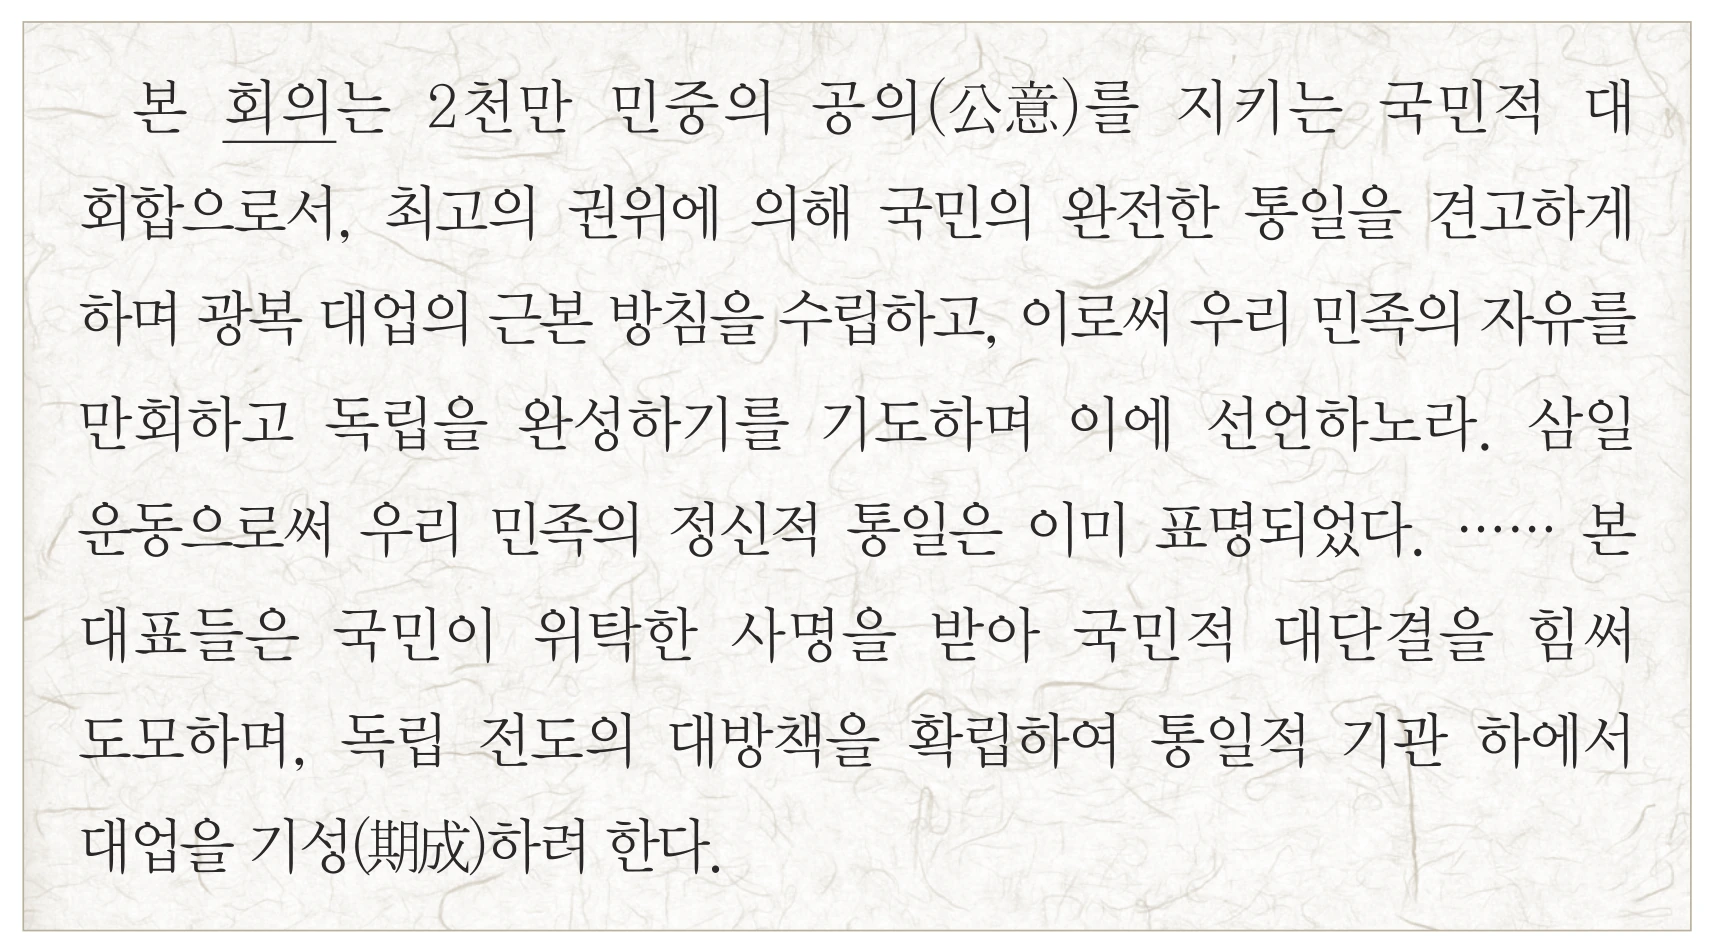 본 회의는 2천만 민중의 공의(公意)를 지키는 국민적 대
회합으로서, 최고의 권위에 의해 국민의 완전한 통일을 견고하게
하며 광복 대업의 근본 방침을 수립하고, 이로써 우리 민족의 자유를
만회하고 독립을 완성하기를 기도하며 이에 선언하노라. 삼일
운동으로써 우리 민족의 정신적 통일은 이미 표명되었다. …… 본
대표들은 국민이 위탁한 사명을 받아 국민적 대단결을 힘써
도모하며, 독립 전도의 대방책을 확립하여 통일적 기관 하에서
대업을 기성(期成)하려 한다.